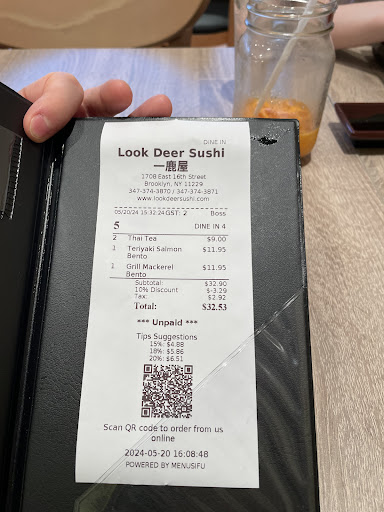 DINE IN
Look Deer Sushi
一鹿屋
1708 East 16th Street
Brooklyn, NY 11229
347-374-3870 / 347-374-3871
www.lookdeersushi.com
05/20/24 15:32:24 GST: 2 Boss
5 DINE IN 4
2 Thai Tea $9.00
1 Teriyaki Salmon $11.95
Bento
1 Grill Mackerel $11.95
Bento
Subtotal: $32.90
10% Discount $-3.29
Tax: $2.92
Total: $32.53
*** Unpaid ***
Tips Suggestions
15%: $4.88
18%: $5.86
20%: $6.51
Scan QR code to order from us
online
2024-05-20 16:08:48
POWERED BY MENUSIFU